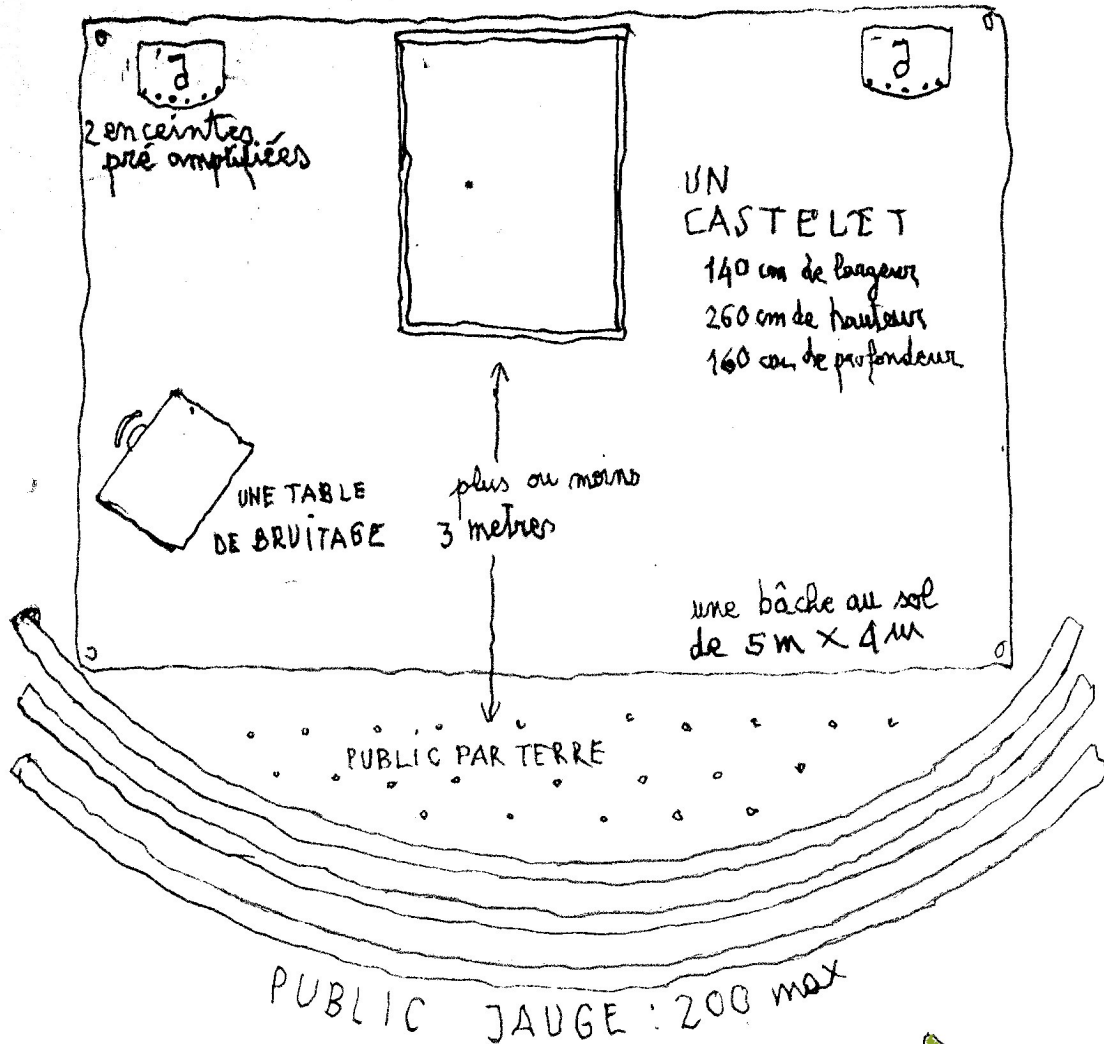 2 enceintes
pré amplifiées
UN
CASTELET
140 cm de largeur
260 cm de hauteur
160 cm de profondeur
UNE TABLE
DE BRUITAGE
plus ou moins
3 metres
une bâche au sol
de 5m X 4m
PUBLIC PAR TERRE
PUBLIC JAUGE : 200 max